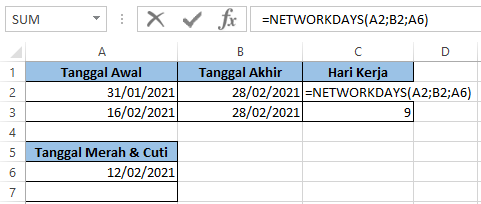 SUM =NETWORKDAYS(A2;B2;A6)
A B C D
1 Tanggal Awal Tanggal Akhir Hari Kerja
2 31/01/2021 28/02/2021 =NETWORKDAYS(A2;B2;A6)
3 16/02/2021 28/02/2021 9
4
5 Tanggal Merah & Cuti
6 12/02/2021
7